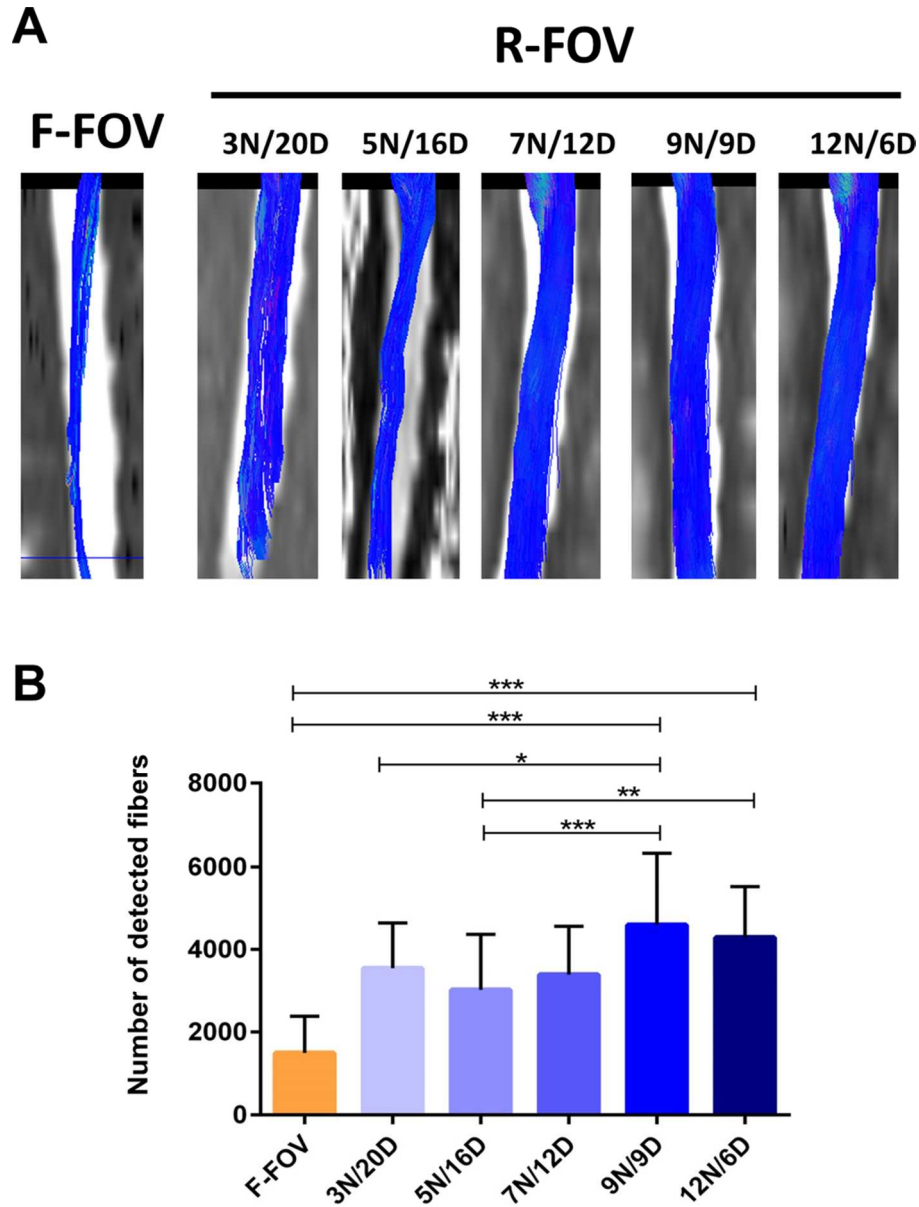 A
R-FOV
F-FOV
3N/20D 5N/16D 7N/12D 9N/9D 12N/6D
B
***
***
*
**
***
Number of detected fibers
8000
6000
4000
2000
0
F-FOV 3N/20D 5N/16D 7N/12D 9N/9D 12N/6D